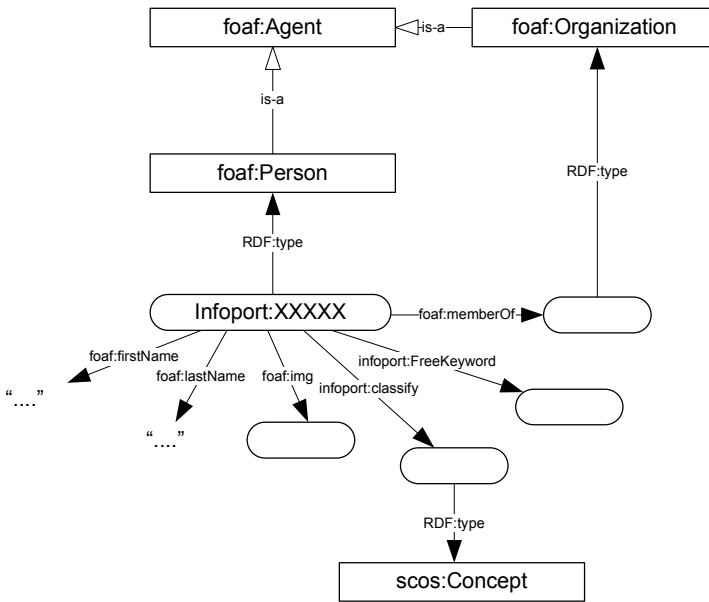 foaf:Agent
is-a
foaf:Organization
is-a
foaf:Person
RDF:type
RDF:type
Infoport:XXXXX
foaf:memberOf
foaf:firstName
foaf:lastName
foaf:img
infoport:classify
infoport:FreeKeyword
“....”
“....”
RDF:type
scos:Concept